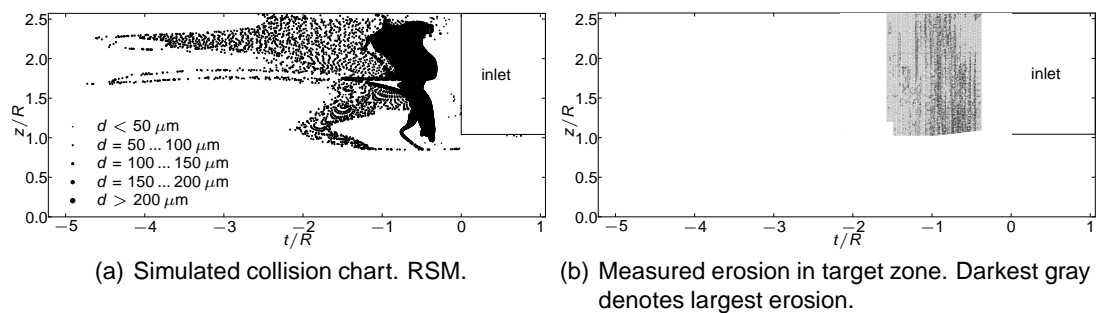 2.5
2.0
1.5
1.0
0.5
0.0
z/R
inlet
d < 50 μm
d = 50 ... 100 μm
d = 100 ... 150 μm
d = 150 ... 200 μm
d > 200 μm
−5 −4 −3 −2 −1 0 1
t/R
(a) Simulated collision chart. RSM.
2.5
2.0
1.5
1.0
0.5
0.0
z/R
inlet
−5 −4 −3 −2 −1 0 1
t/R
(b) Measured erosion in target zone. Darkest gray
denotes largest erosion.